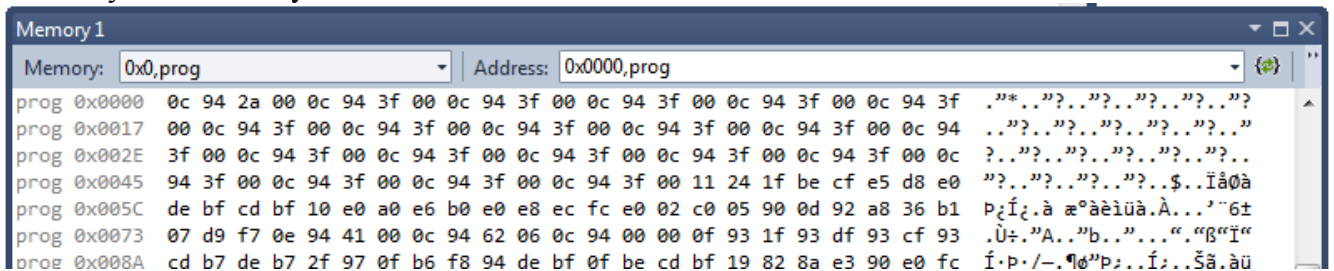 Memory 1
Memory: 0x0,prog Address: 0x0000,prog
prog 0x0000 0c 94 2a 00 0c 94 3f 00 0c 94 3f 00 0c 94 3f 00 0c 94 3f 00 0c 94 3f .”*..”?..”?..”?..”?..”?
prog 0x0017 00 0c 94 3f 00 0c 94 3f 00 0c 94 3f 00 0c 94 3f 00 0c 94 3f 00 0c 94 ..”?..”?..”?..”?..”?..”
prog 0x002E 3f 00 0c 94 3f 00 0c 94 3f 00 0c 94 3f 00 0c 94 3f 00 0c 94 3f 00 0c ?..”?..”?..”?..”?..”?..
prog 0x0045 94 3f 00 0c 94 3f 00 0c 94 3f 00 0c 94 3f 00 11 24 1f be cf e5 d8 e0 ”?..”?..”?..”?..$..ÏåØà
prog 0x005C de bf cd bf 10 e0 a0 e6 b0 e0 e8 ec fc e0 02 c0 05 90 0d 92 a8 36 b1 Þ¿Í¿.à æ°àèìüà.À...’¨6±
prog 0x0073 07 d9 f7 0e 94 41 00 0c 94 62 06 0c 94 00 00 0f 93 1f 93 df 93 cf 93 .Ù÷.”A..”b..”...“.“ß“Ï“
prog 0x008A cd b7 de b7 2f 97 0f b6 f8 94 de bf 0f be cd bf 19 82 8a e3 90 e0 fc Í·Þ·/—.¶ø”Þ¿..Í¿..Šã.àü